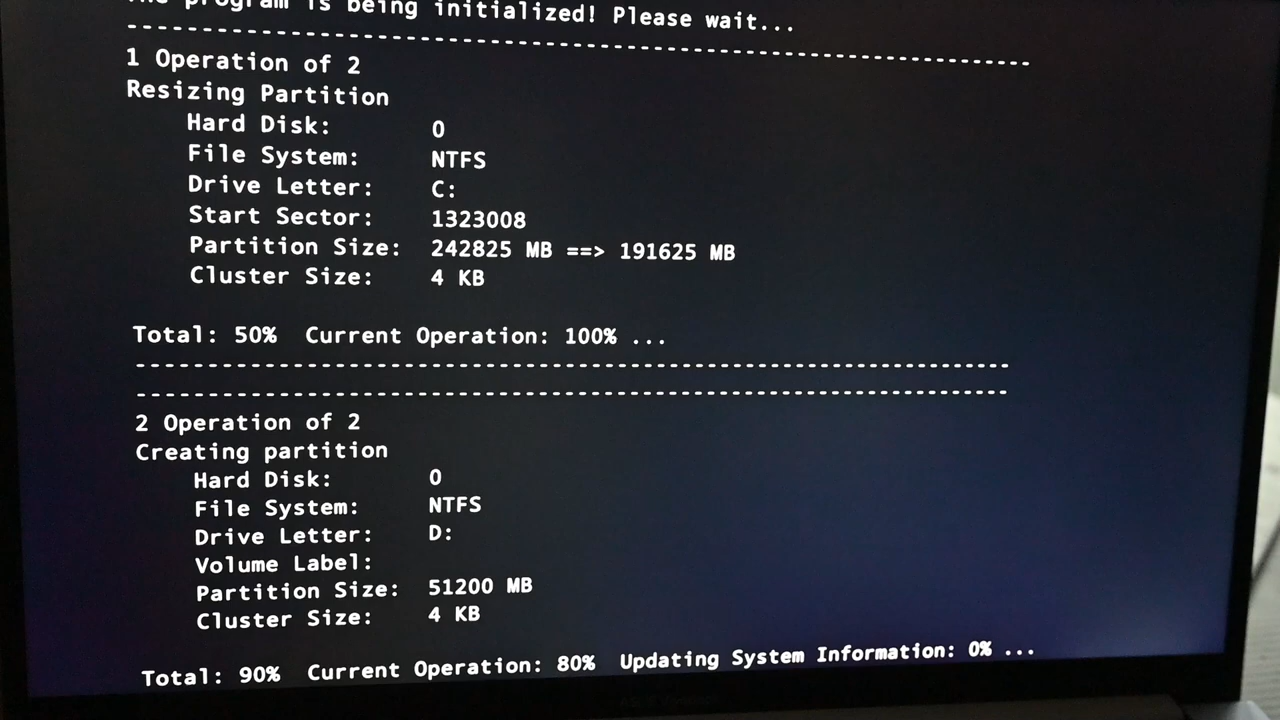 The program is being initialized! Please wait...
--------------------------------------------------------------------------
1 Operation of 2
Resizing Partition
Hard Disk: 0
File System: NTFS
Drive Letter: C:
Start Sector: 1323008
Partition Size: 242825 MB ==> 191625 MB
Cluster Size: 4 KB
Total: 50% Current Operation: 100% ...
--------------------------------------------------------------------------
--------------------------------------------------------------------------
2 Operation of 2
Creating partition
Hard Disk: 0
File System: NTFS
Drive Letter: D:
Volume Label:
Partition Size: 51200 MB
Cluster Size: 4 KB
Total: 90% Current Operation: 80% Updating System Information: 0% ...